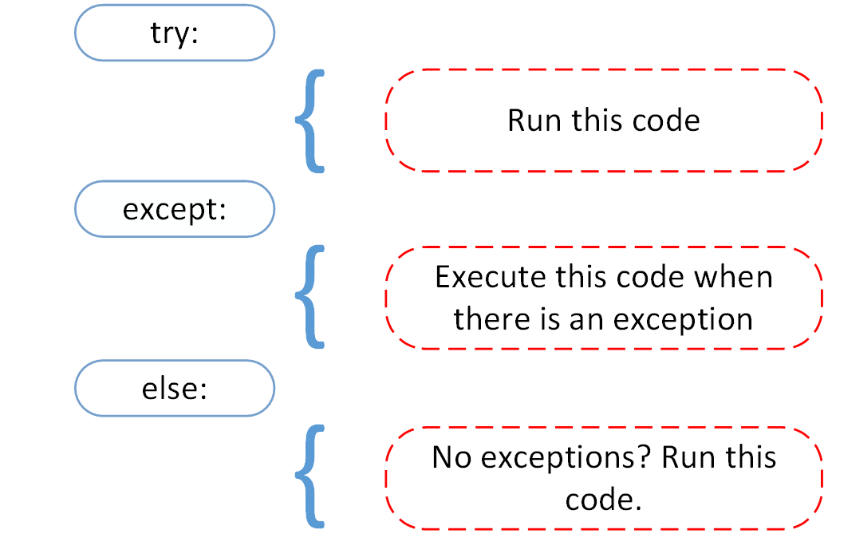 try:
Run this code
except:
Execute this code when
there is an exception
else:
No exceptions? Run this
code.